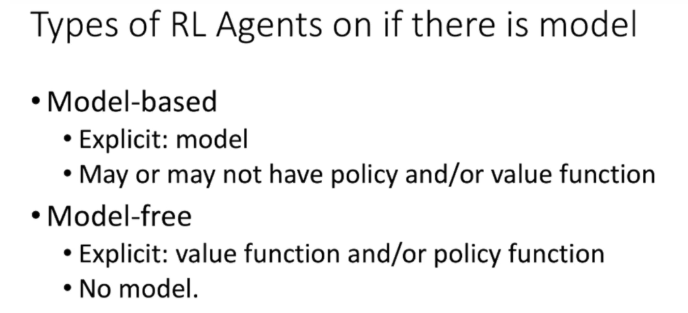 Types of RL Agents on if there is model
• Model-based
• Explicit: model
• May or may not have policy and/or value function
• Model-free
• Explicit: value function and/or policy function
• No model.